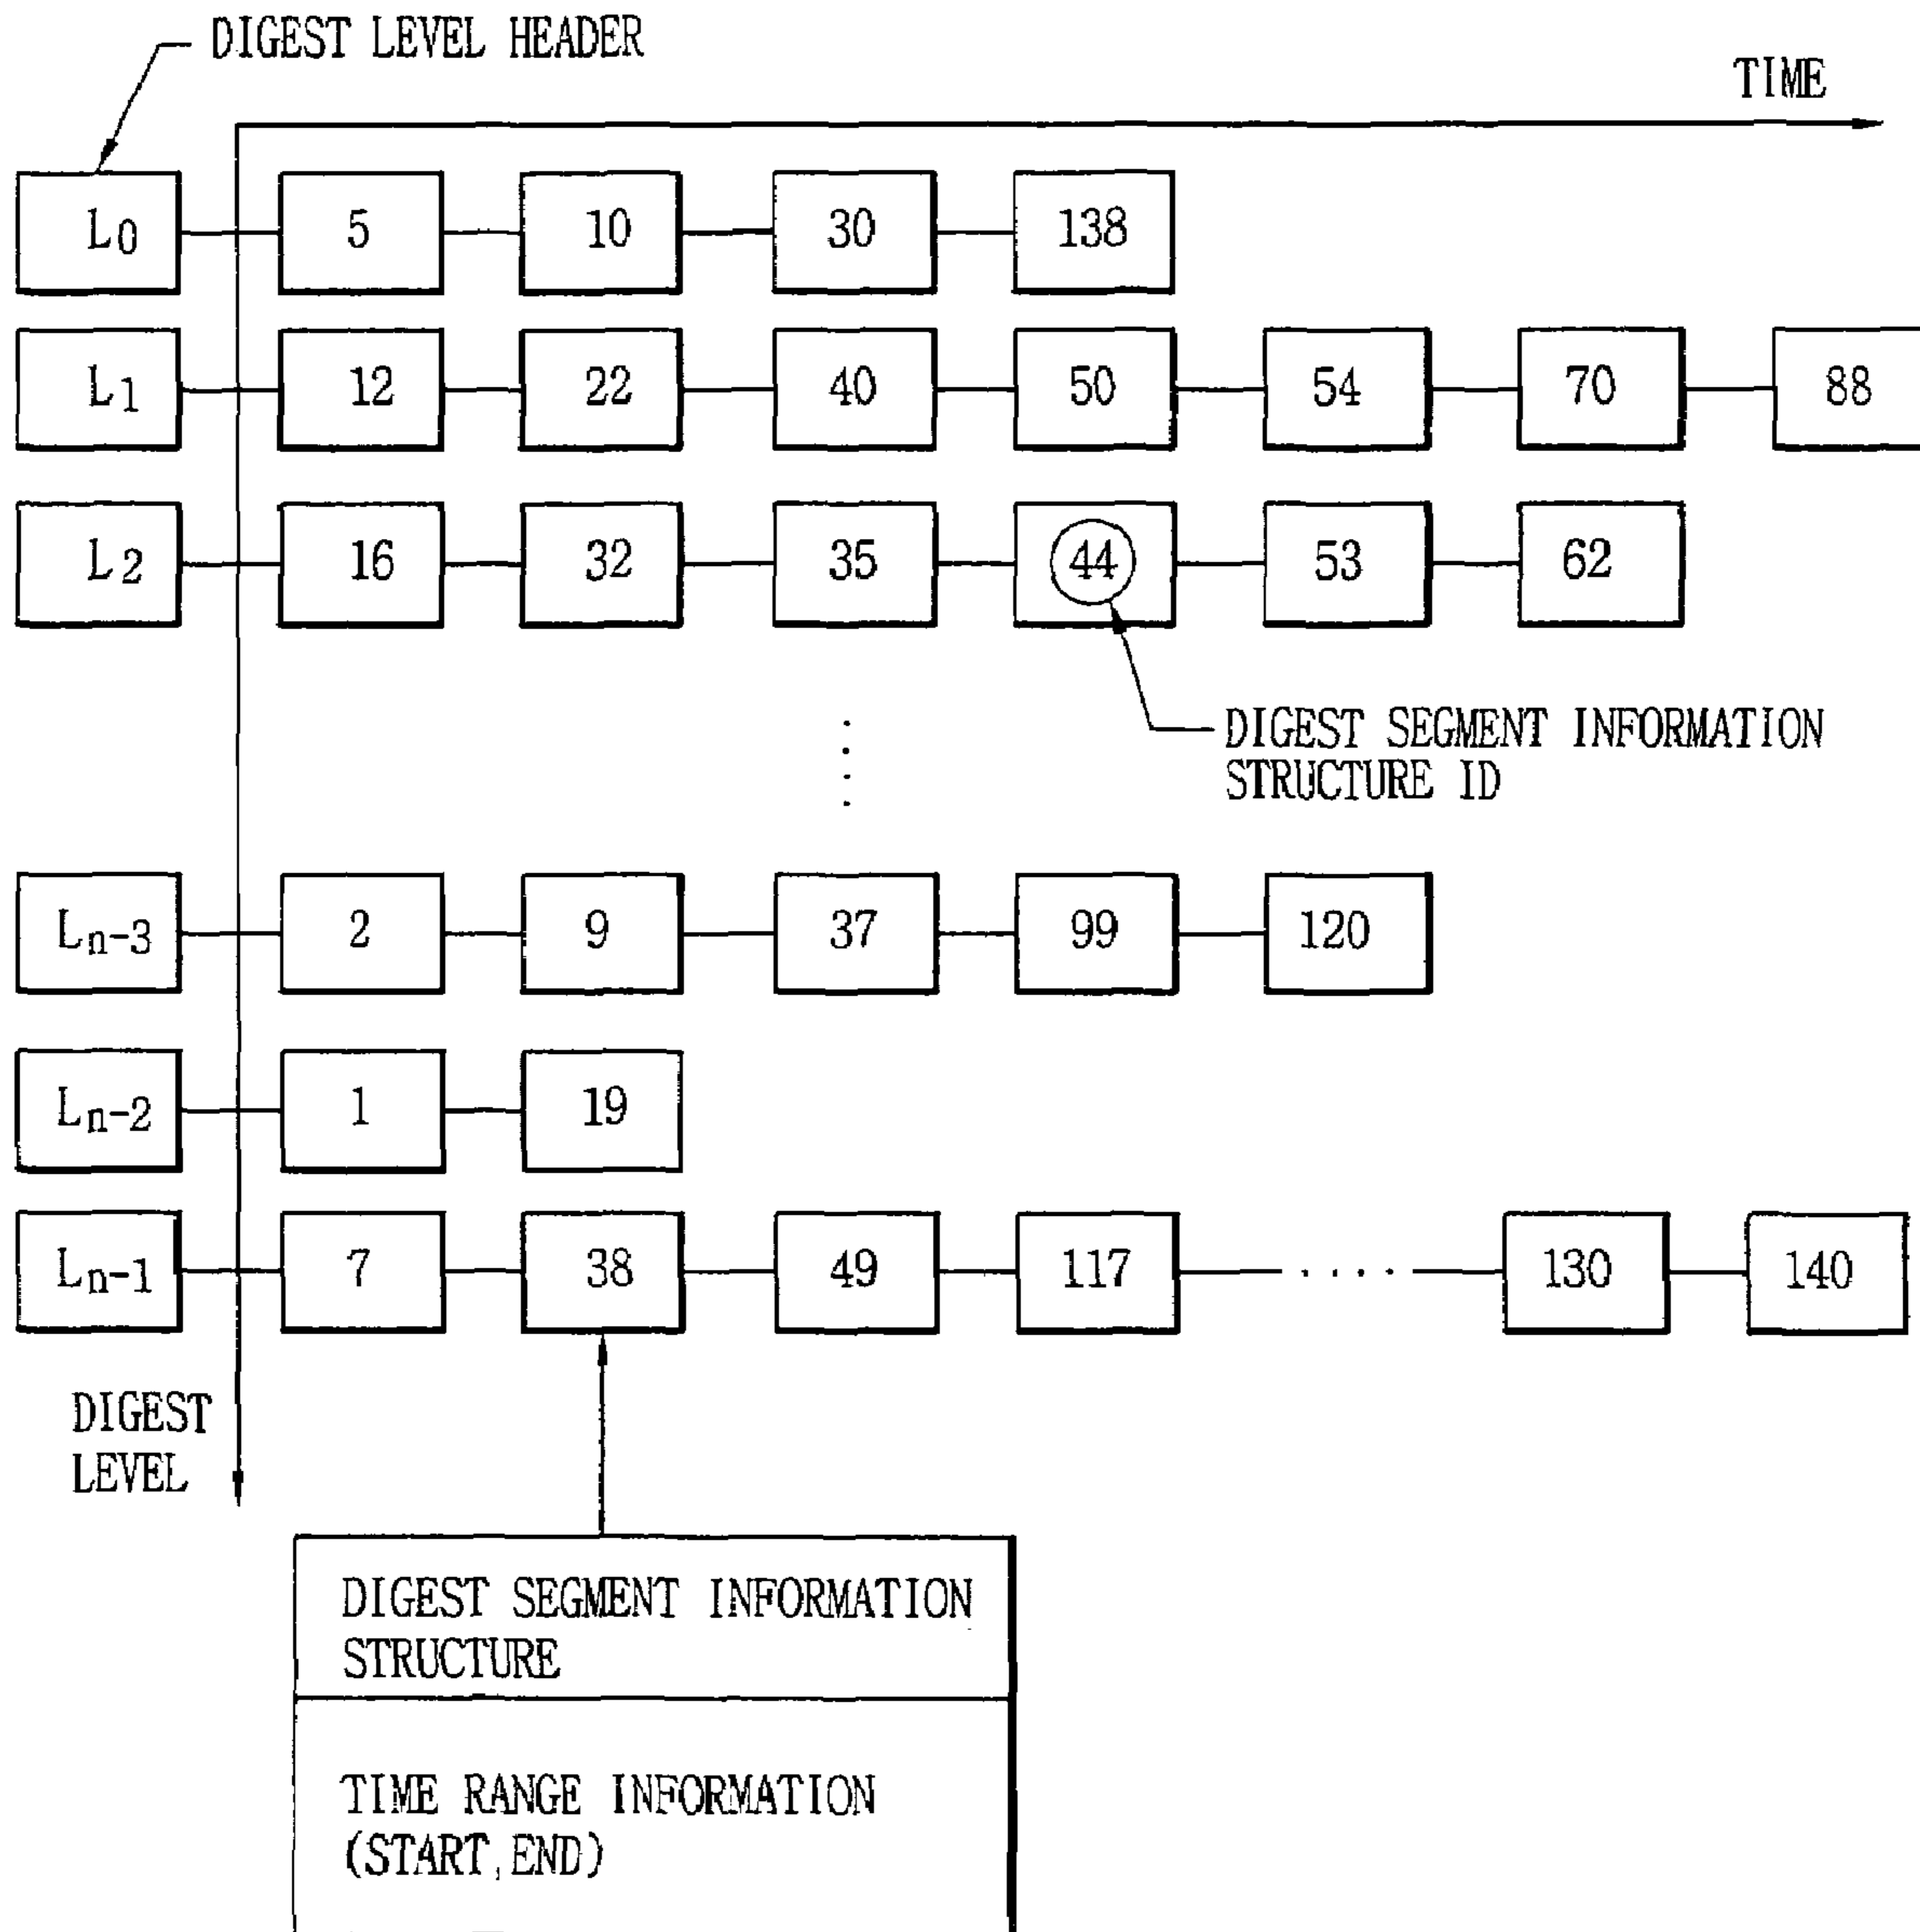 DIGEST LEVEL HEADER
TIME
L0 5 10 30 138
L1 12 22 40 50 54 70 88
L2 16 32 35 44 53 62
DIGEST SEGMENT INFORMATION
STRUCTURE ID
Ln-3 2 9 37 99 120
Ln-2 1 19
Ln-1 7 38 49 117 .... 130 140
DIGEST
LEVEL
DIGEST SEGMENT INFORMATION
STRUCTURE
TIME RANGE INFORMATION
(START,END)